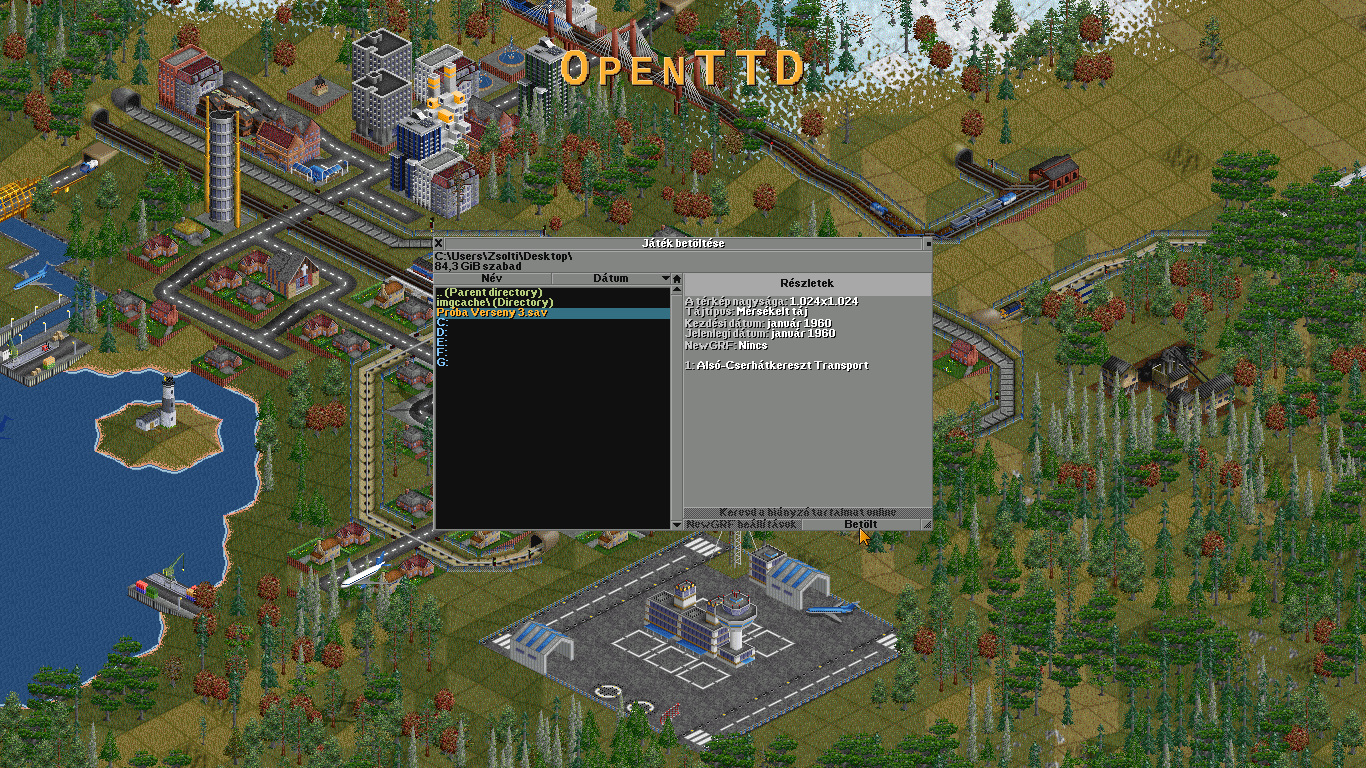 OPENTTD
X Játék betöltése
C:\Users\Zsolti\Desktop\
84,3 GiB szabad
Név Dátum
.. (Parent directory)
imgcache\ (Directory)
Próba Verseny 3.sav
C:
D:
E:
F:
G:
Részletek
A térkép nagysága: 1.024x1.024
Tájtípus: Mérsékelt táj
Kezdési dátum: január 1960
Jelenlegi dátum: január 1960
NewGRF: Nincs
1: Alsó-Cserhátkereszt Transport
Keresd a hiányzó tartalmat online
NewGRF beállítások Betölt